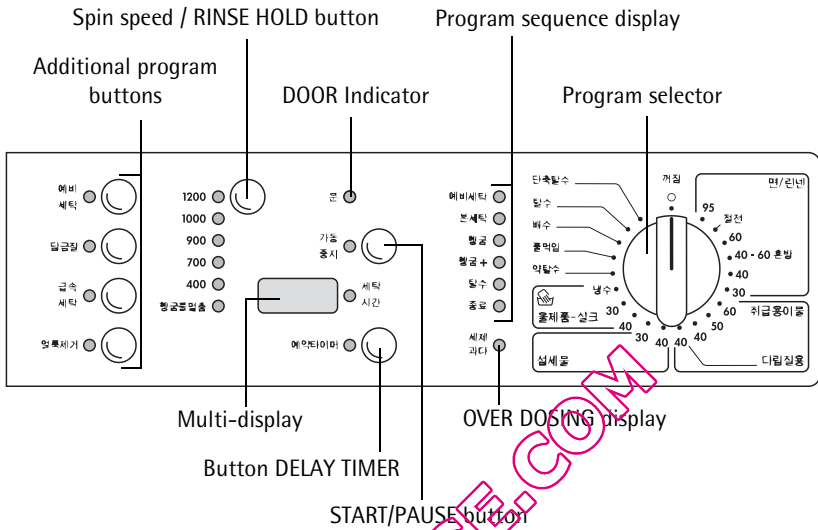 Spin speed / RINSE HOLD button
Program sequence display
Additional program
buttons
DOOR Indicator
Program selector
예비
세탁
담금질
급속
세탁
얼룩제거
1200
1000
900
700
400
헹굼물멈춤
문
가동
중지
세탁
시간
예약타이머
예비세탁
본세탁
헹굼
헹굼+
탈수
종료
세제
과다
단축탈수
탈수
배수
풀먹임
약탈수
꺼짐
면/린넨
95
절전
60
40 - 60 혼방
40
30
취급용이물
60
50
40
다림질용
40
40
40
30
섬세물
냉수
30
40
울제품-실크
Multi-display
OVER DOSING display
Button DELAY TIMER
START/PAUSE button